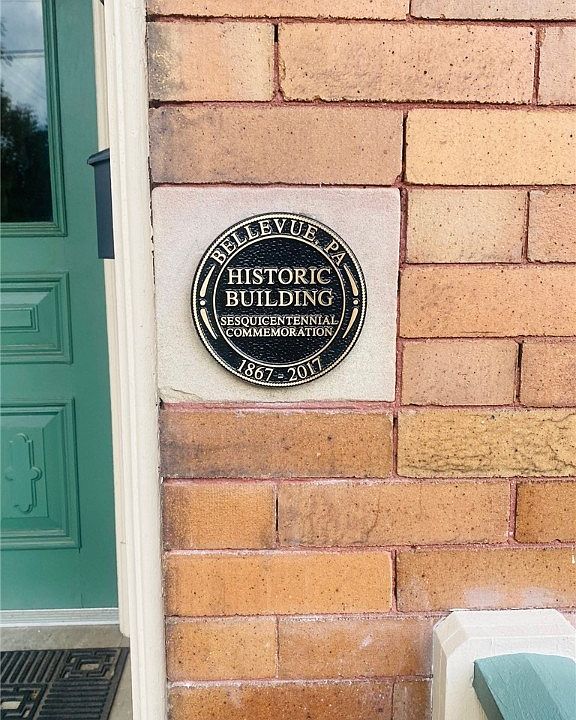 BELLEVUE, PA
HISTORIC
BUILDING
SESQUICENTENNIAL
COMMEMORATION
1867 - 2017